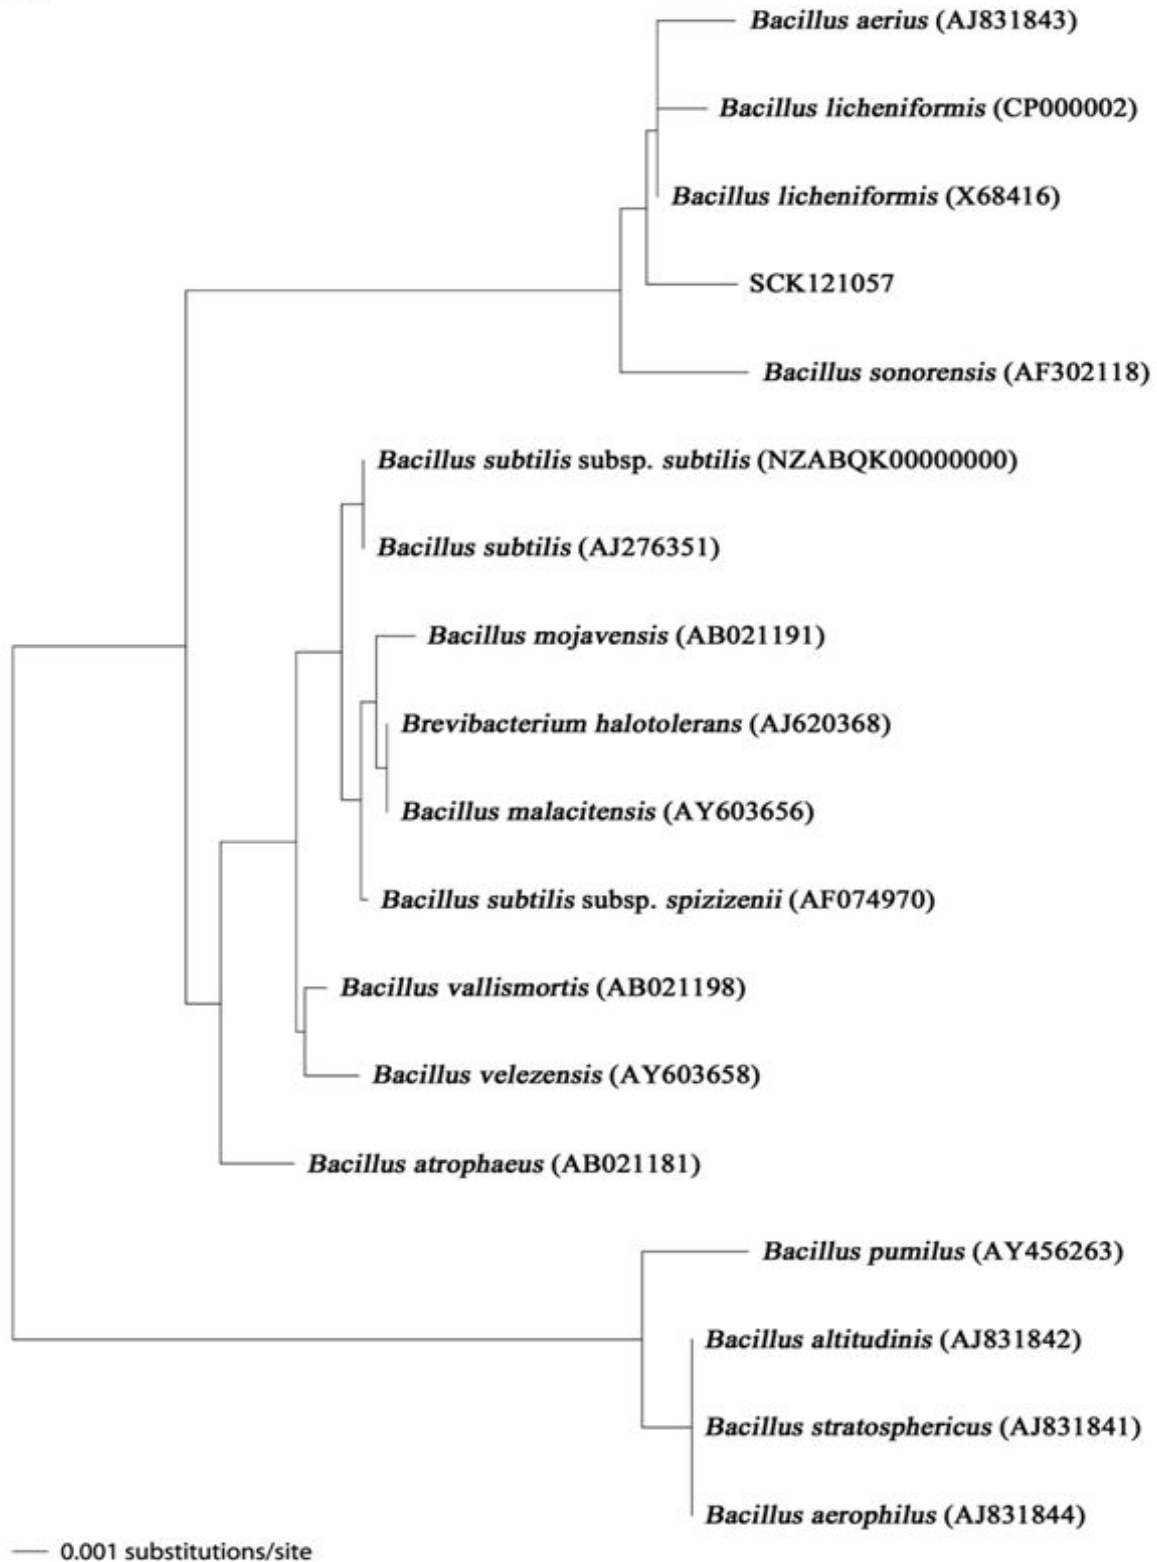 Bacillus aerius (AJ831843)
Bacillus licheniformis (CP000002)
Bacillus licheniformis (X68416)
SCK121057
Bacillus sonorensis (AF302118)
Bacillus subtilis subsp. subtilis (NZABQK00000000)
Bacillus subtilis (AJ276351)
Bacillus mojavensis (AB021191)
Brevibacterium halotolerans (AJ620368)
Bacillus malacitensis (AY603656)
Bacillus subtilis subsp. spizizenii (AF074970)
Bacillus vallismortis (AB021198)
Bacillus velezensis (AY603658)
Bacillus atrophaeus (AB021181)
Bacillus pumilus (AY456263)
Bacillus altitudinis (AJ831842)
Bacillus stratosphericus (AJ831841)
Bacillus aerophilus (AJ831844)
0.001 substitutions/site